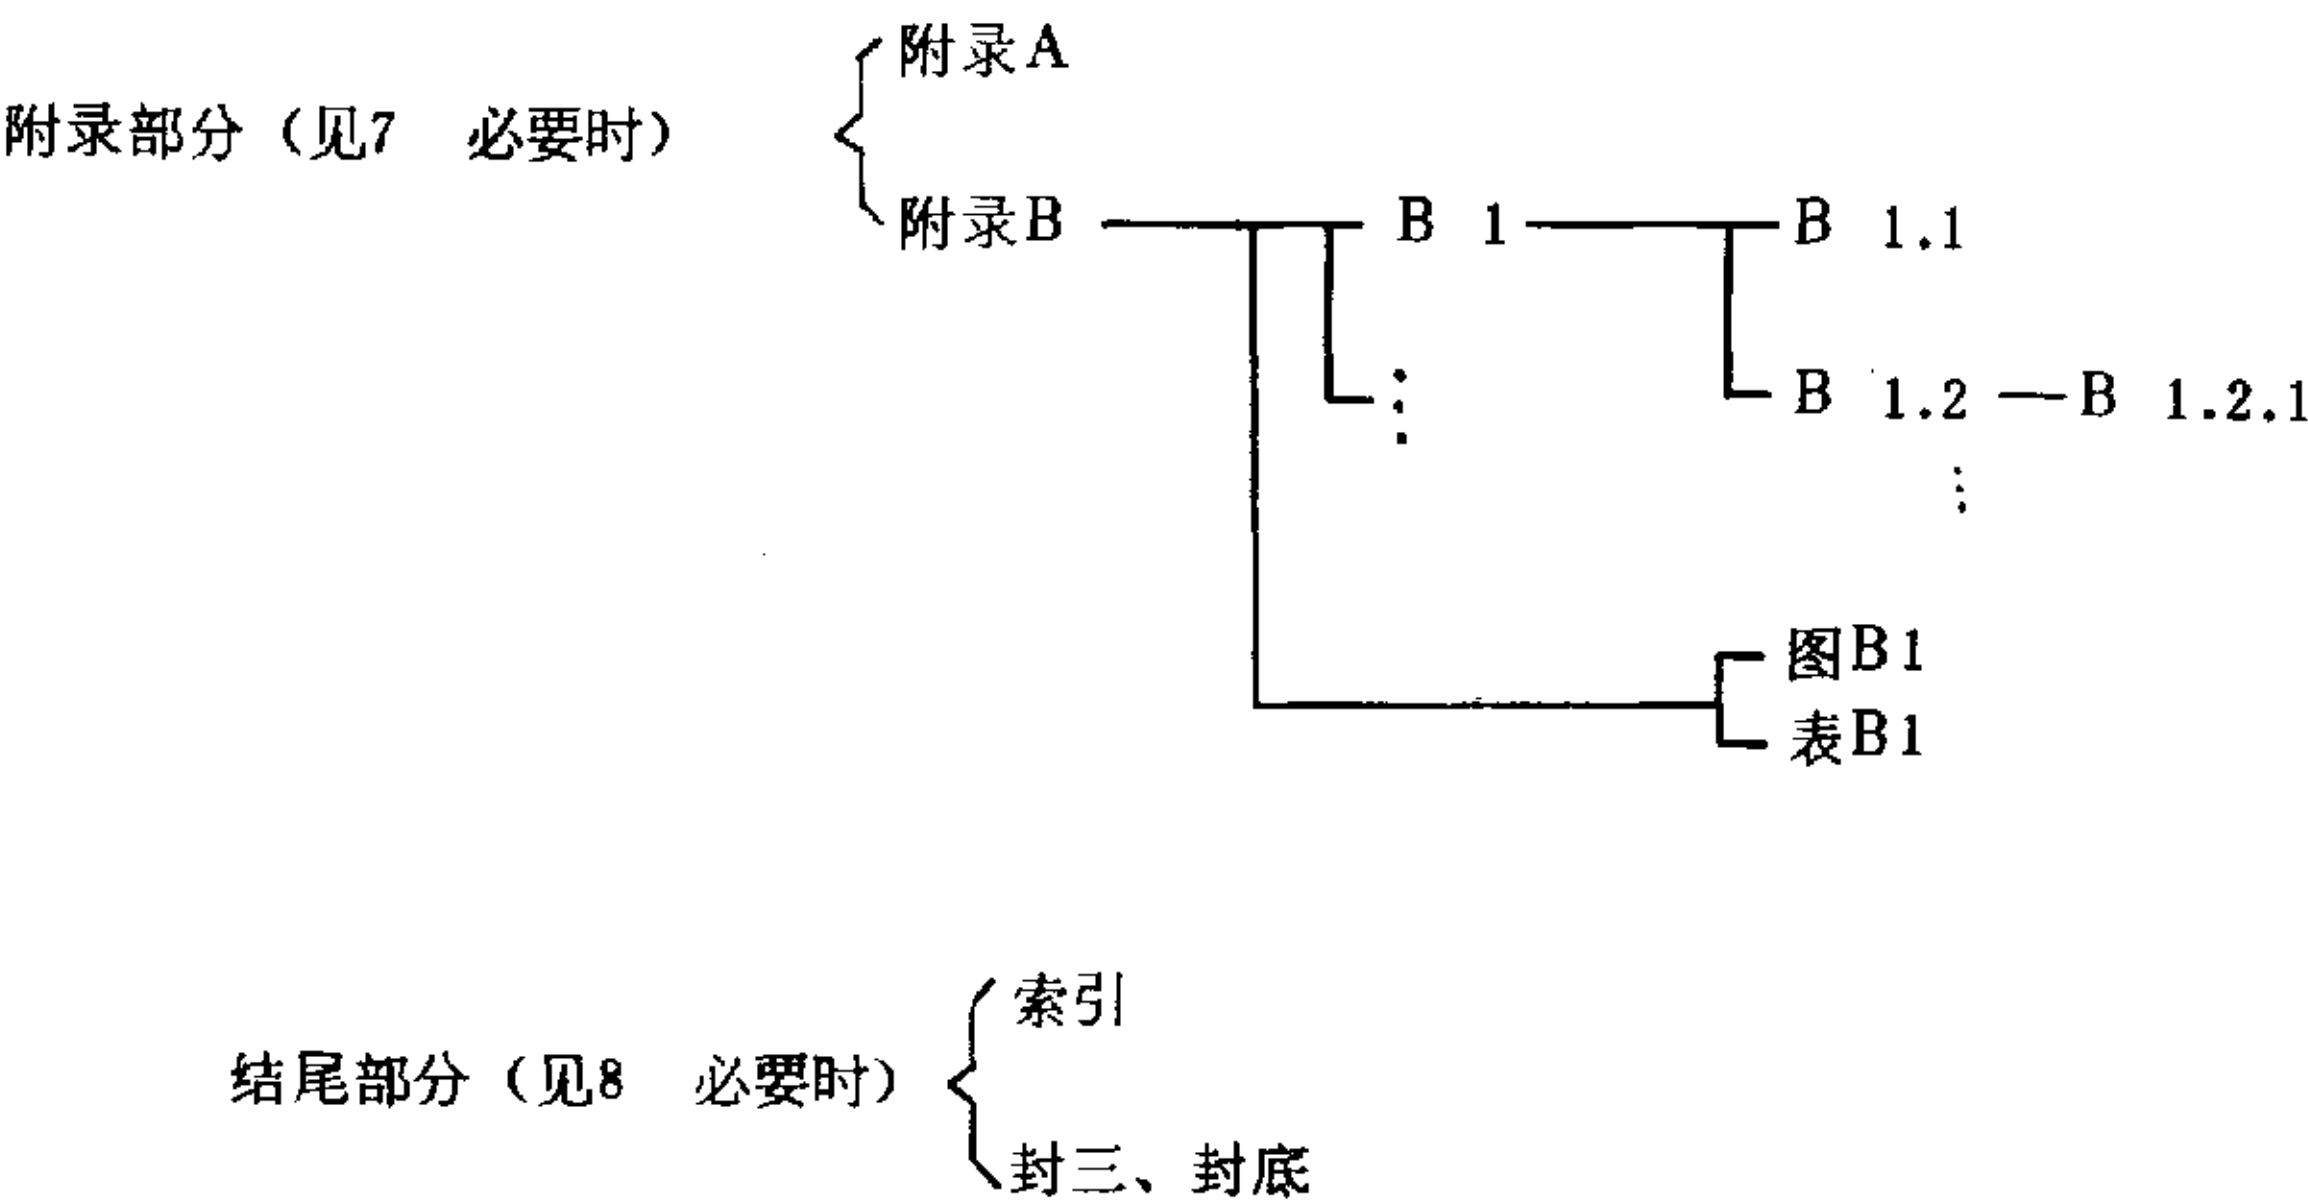 附录A
附录部分（见7 必要时）
附录B B 1 B 1.1
⋮ B 1.2 — B 1.2.1
⋮
图B1
表B1
索引
结尾部分（见8 必要时）
封三、封底